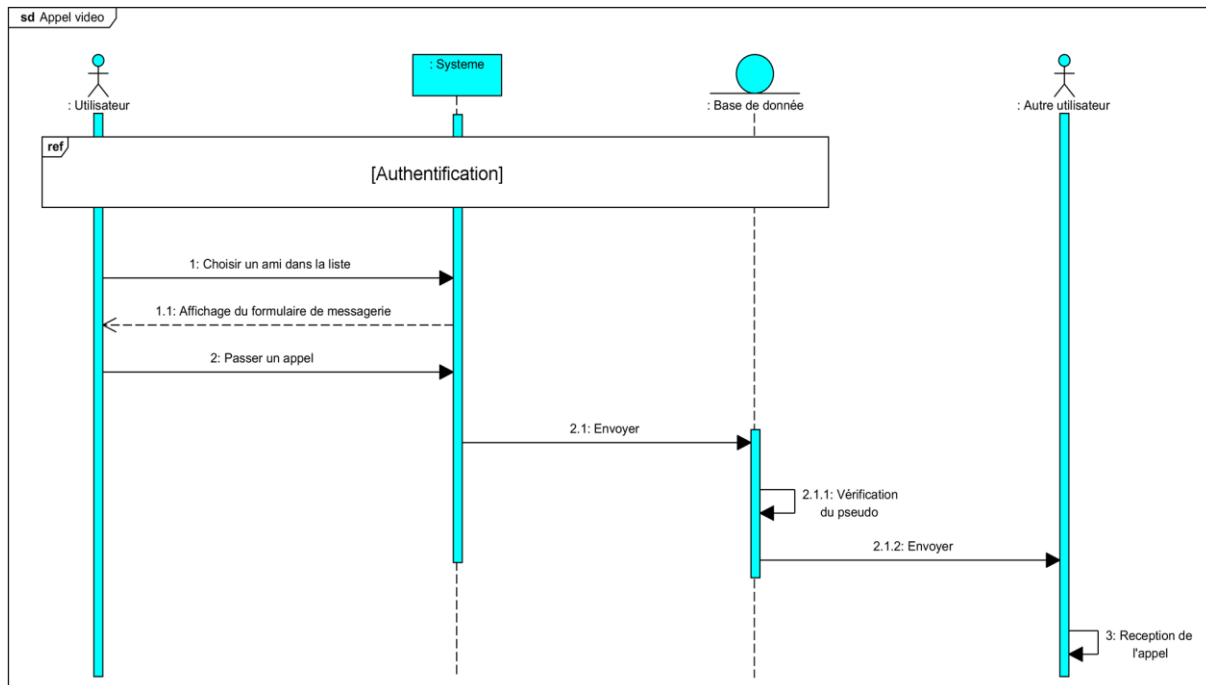 sd Appel video
: Utilisateur
: Systeme
: Base de donnée
: Autre utilisateur
ref
[Authentification]
1: Choisir un ami dans la liste
1.1: Affichage du formulaire de messagerie
2: Passer un appel
2.1: Envoyer
2.1.1: Vérification
du pseudo
2.1.2: Envoyer
3: Reception de
l'appel